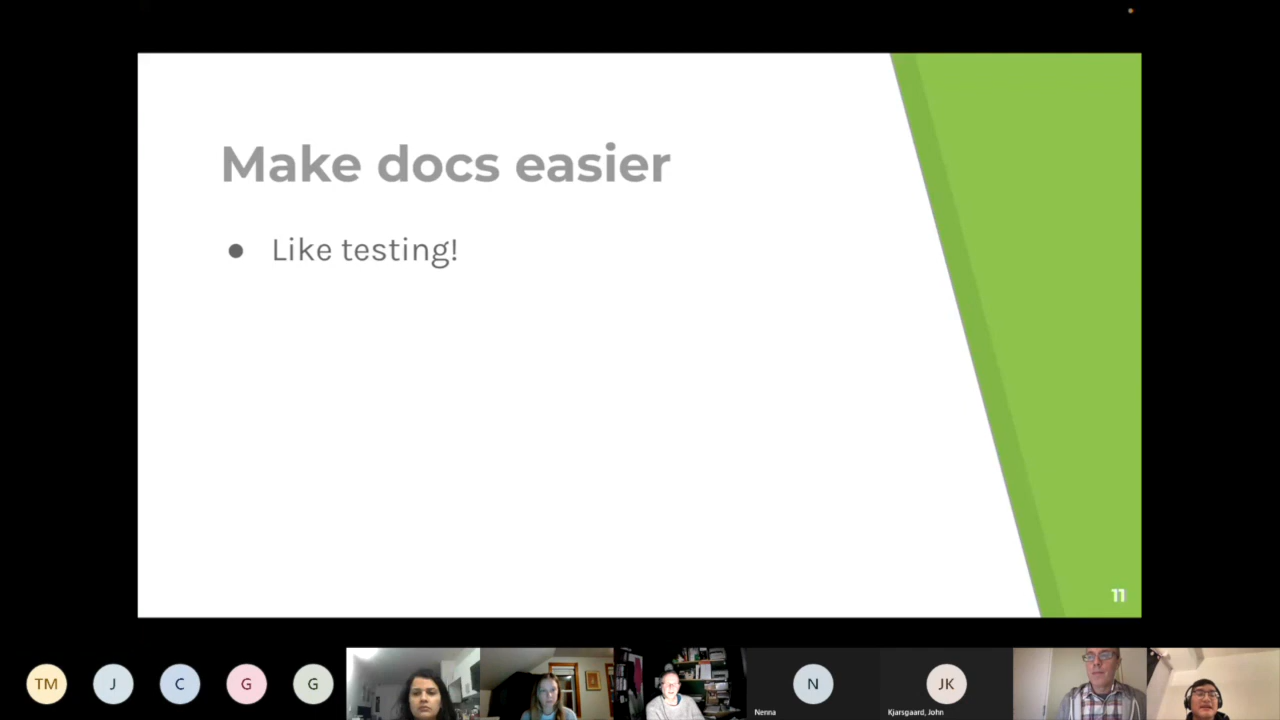 Make docs easier
● Like testing!
11
TM
J
C
G
G
N
Nenna
JK
Kjarsgaard, John